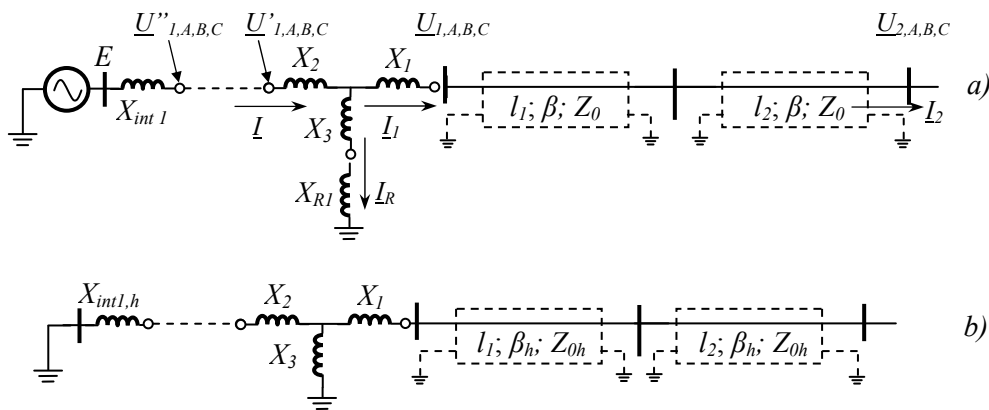 U''1,A,B,C U'1,A,B,C U1,A,B,C U2,A,B,C
E X2 X1
a)
Xint 1 I X3 I1 l1; β; Z0 l2; β; Z0 I2
XR1 IR
Xint1,h X2 X1
b)
X3 l1; βh; Z0h l2; βh; Z0h